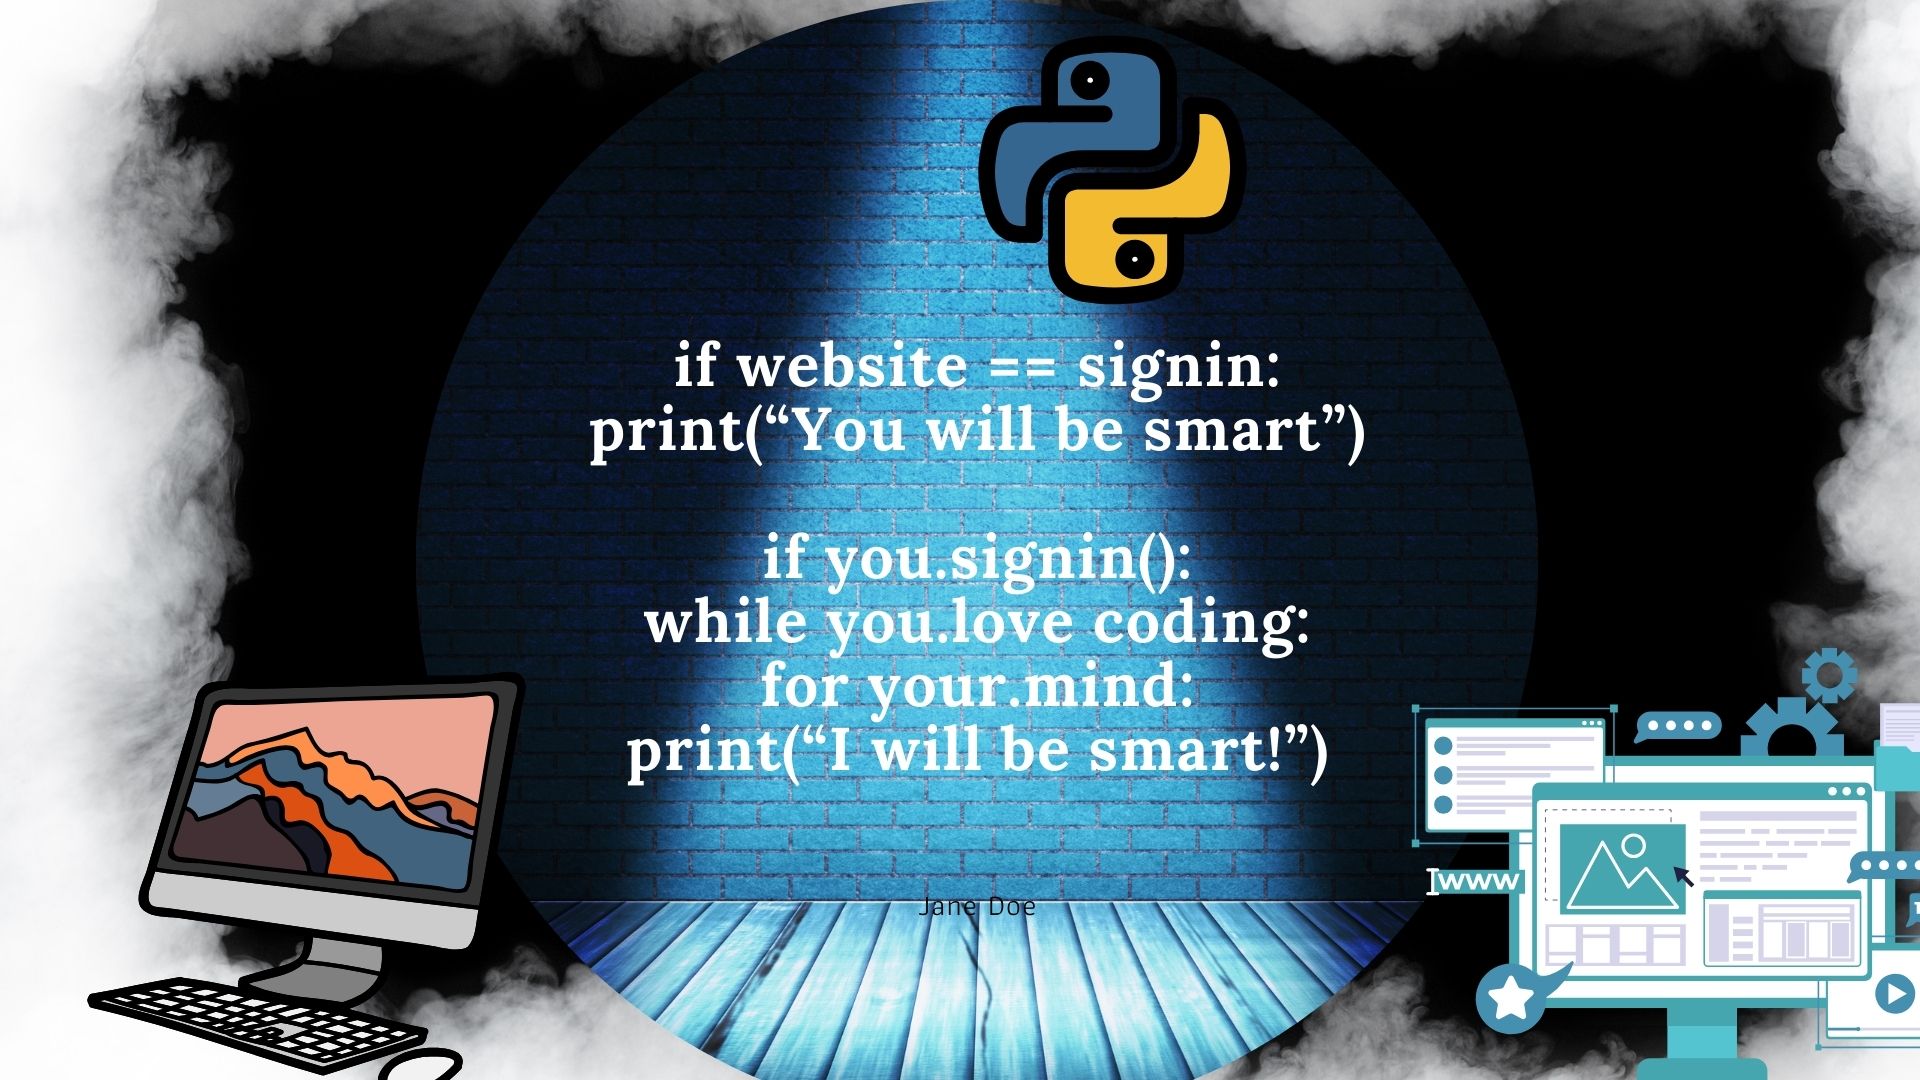 if website == signin:
print(“You will be smart”)
if you.signin():
while you.love coding:
for your.mind:
print(“I will be smart!”)
Jane Doe
www